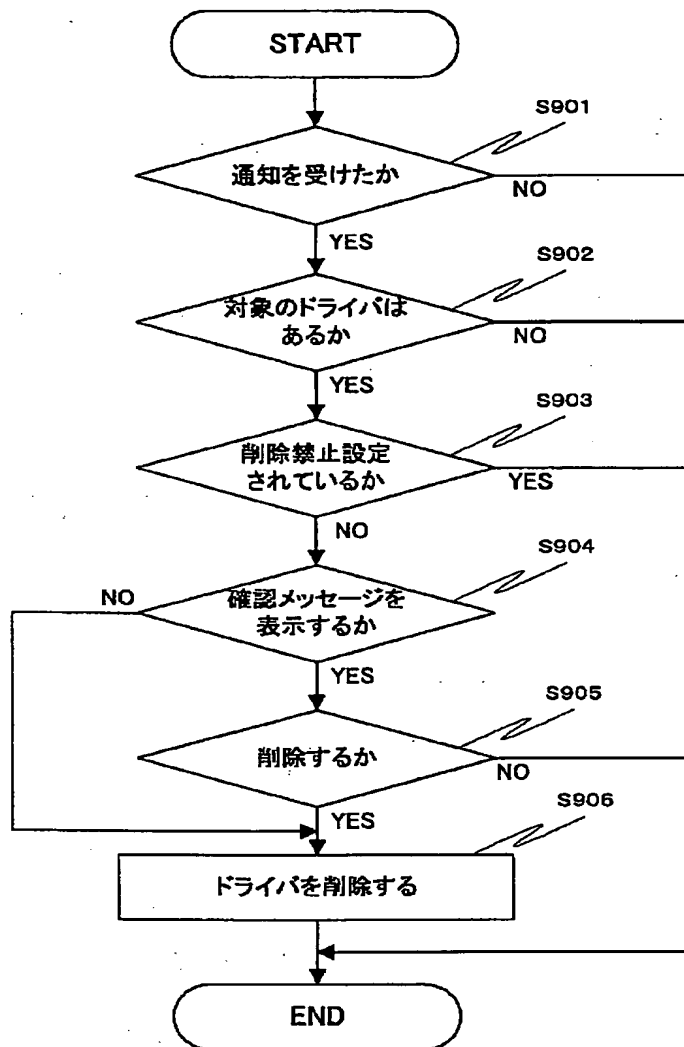 START
S901
通知を受けたか
NO
YES
S902
対象のドライバは
あるか
NO
YES
S903
削除禁止設定
されているか
YES
NO
S904
NO
確認メッセージを
表示するか
YES
S905
削除するか
NO
YES
S906
ドライバを削除する
END